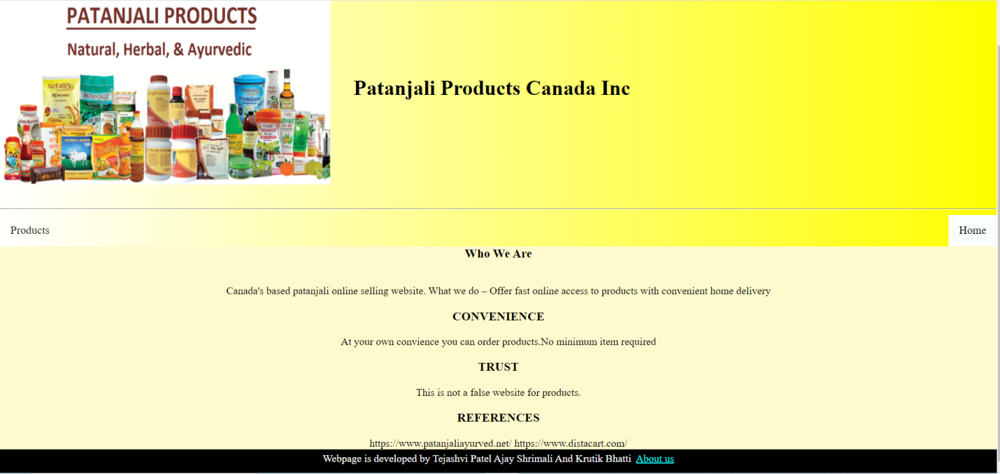 PATANJALI PRODUCTS
Natural, Herbal, & Ayurvedic
Patanjali Products Canada Inc
Products
Home
Who We Are
Canada's based patanjali online selling website. What we do – Offer fast online access to products with convenient home delivery
CONVENIENCE
At your own convience you can order products.No minimum item required
TRUST
This is not a false website for products.
REFERENCES
https://www.patanjaliayurved.net/ https://www.distacart.com/
Webpage is developed by Tejashvi Patel Ajay Shrimali And Krutik Bhatti About us